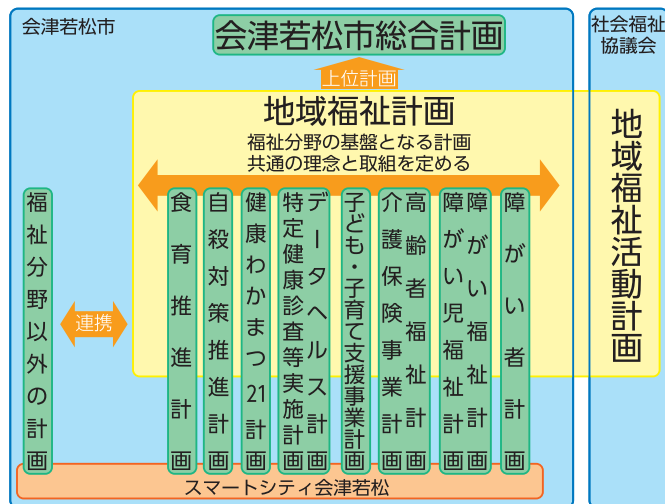 会津若松市
会津若松市総合計画
社会福祉
協議会
上位計画
地域福祉計画
福祉分野の基盤となる計画
共通の理念と取組を定める
地域福祉活動計画
福祉分野以外の計画
連携
食育推進計画
自殺対策推進計画
健康わかまつ21計画
特定健康診査等実施計画
データヘルス計画
子ども・子育て支援事業計画
介護保険事業計画
高齢者福祉計画
障がい児福祉計画
障がい福祉計画
障がい者計画
スマートシティ会津若松